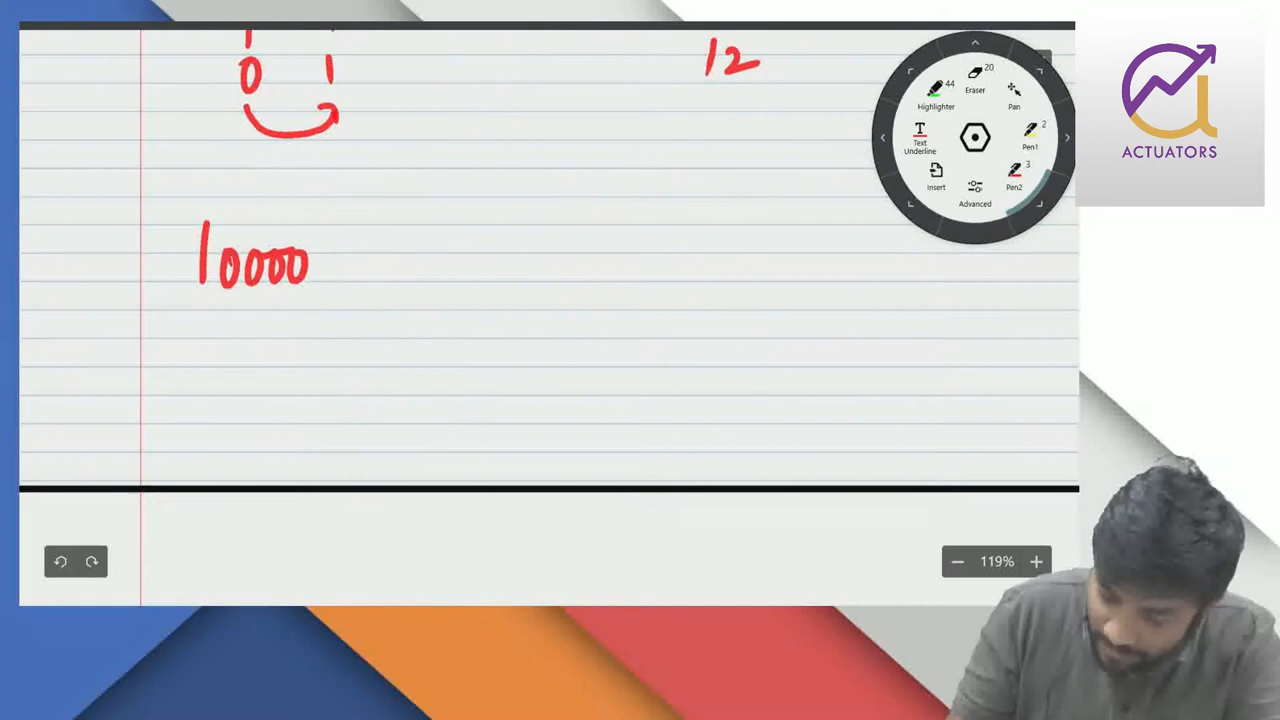 0 1
12
10000
44
Highlighter
20
Eraser
Pan
T
Text
Underline
2
Pen1
Insert
3
Pen2
Advanced
119%
ACTUATORS